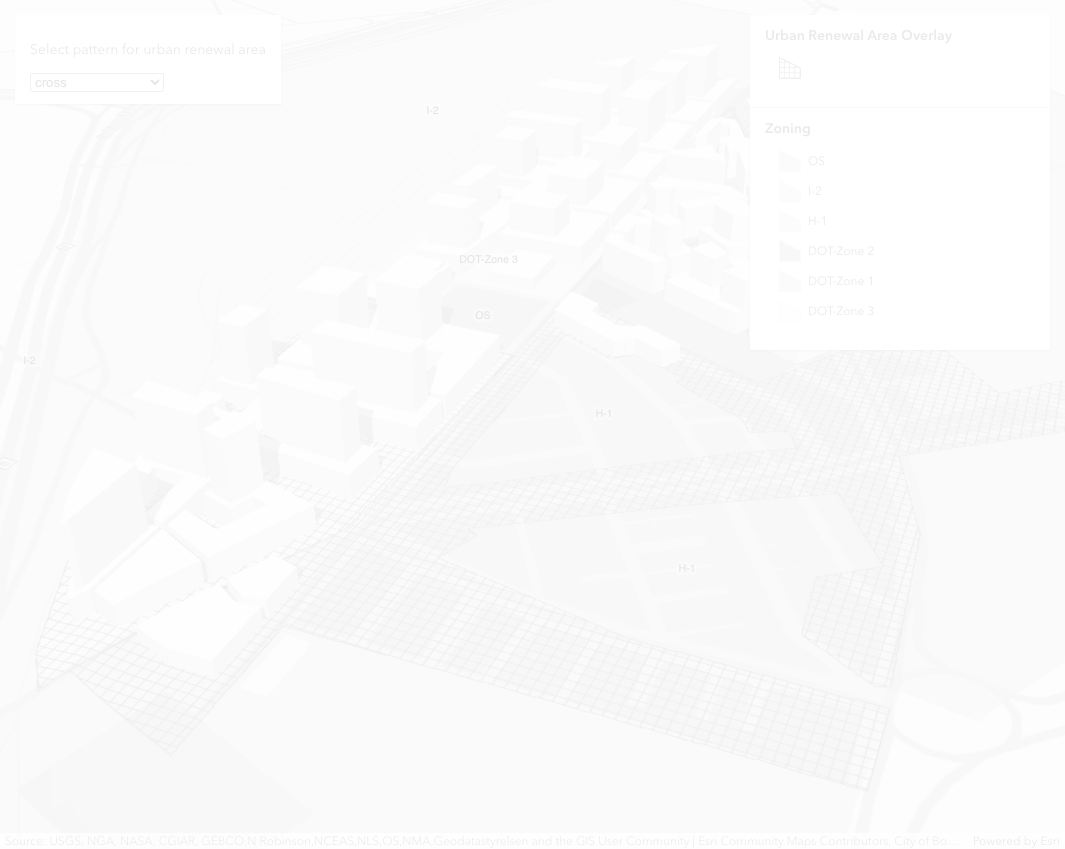 Select pattern for urban renewal area
cross
Urban Renewal Area Overlay
Zoning
OS
I-2
H-1
DOT-Zone 2
DOT-Zone 1
DOT-Zone 3
I-2
DOT-Zone 3
OS
I-2
H-1
H-1
Source: USGS, NGA, NASA, CGIAR, GEBCO,N Robinson,NCEAS,NLS,OS,NMA,Geodatastyrelsen and the GIS User Community | Esri Community Maps Contributors, City of Bo... Powered by Esri